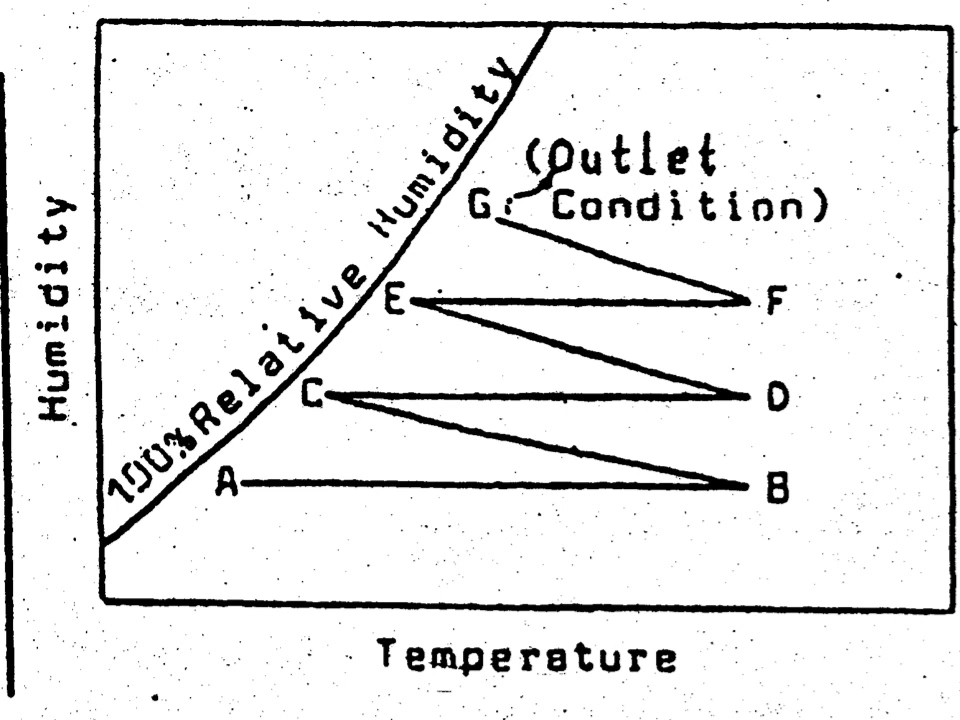 100% Relative Humidity
(Outlet
G: Condition)
E
F
C
D
A
B
Humidity
Temperature